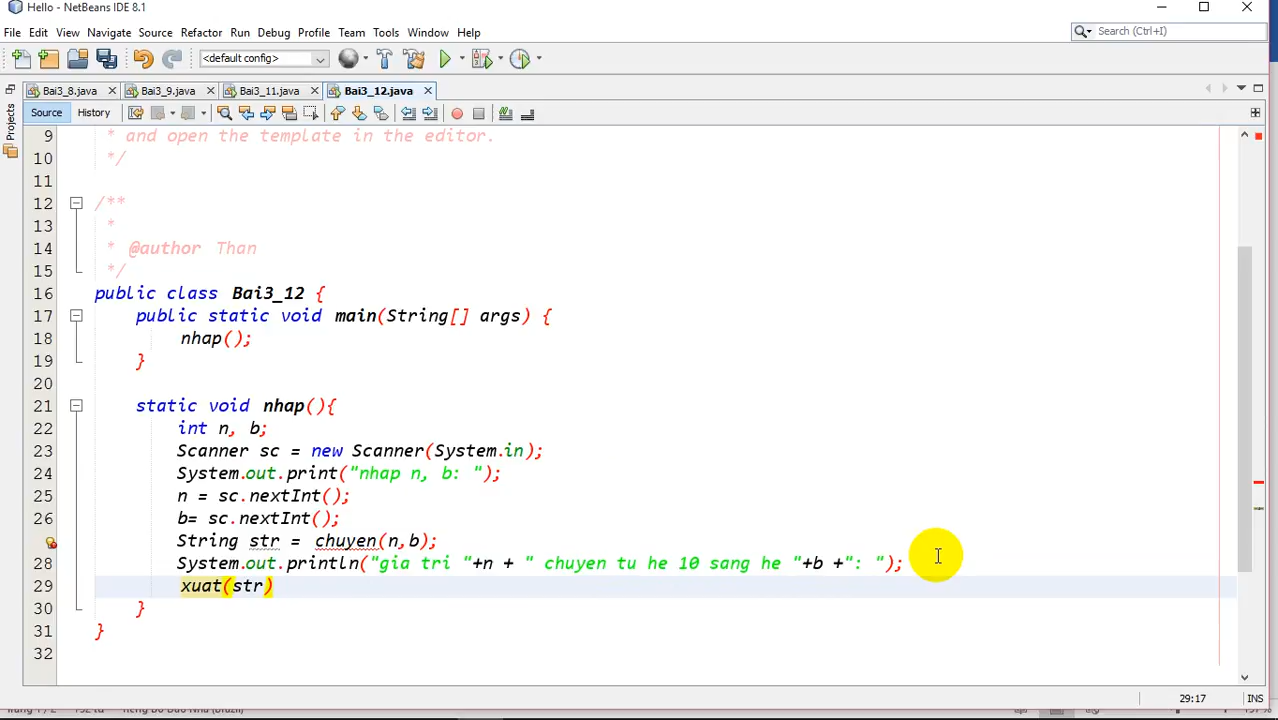 Hello - NetBeans IDE 8.1
File Edit View Navigate Source Refactor Run Debug Profile Team Tools Window Help
Search (Ctrl+I)
<default config>
Bai3_8.java Bai3_9.java Bai3_11.java Bai3_12.java
Source History
Projects
9 * and open the template in the editor.
10 */
11
12 /**
13 *
14 * @author Than
15 */
16 public class Bai3_12 {
17 public static void main(String[] args) {
18 nhap();
19 }
20
21 static void nhap(){
22 int n, b;
23 Scanner sc = new Scanner(System.in);
24 System.out.print("nhap n, b: ");
25 n = sc.nextInt();
26 b= sc.nextInt();
String str = chuyen(n,b);
28 System.out.println("gia tri "+n + " chuyen tu he 10 sang he "+b +": ");
29 xuat(str)
30 }
31 }
32
29:17 INS